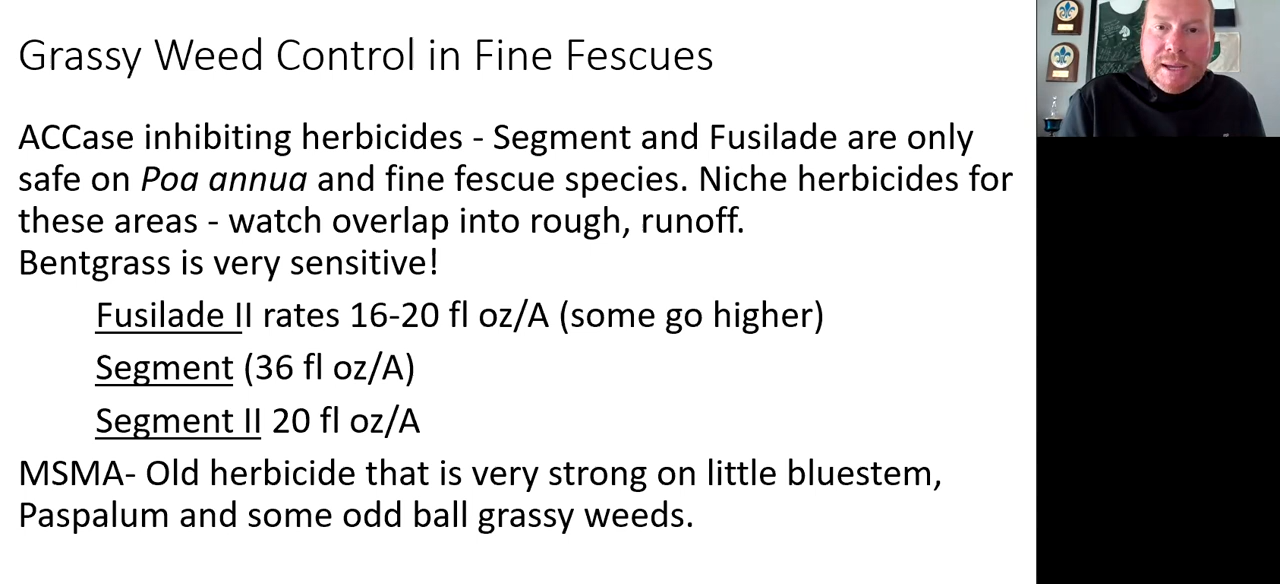 Grassy Weed Control in Fine Fescues
ACCase inhibiting herbicides - Segment and Fusilade are only
safe on Poa annua and fine fescue species. Niche herbicides for
these areas - watch overlap into rough, runoff.
Bentgrass is very sensitive!
Fusilade II rates 16-20 fl oz/A (some go higher)
Segment (36 fl oz/A)
Segment II 20 fl oz/A
MSMA- Old herbicide that is very strong on little bluestem,
Paspalum and some odd ball grassy weeds.